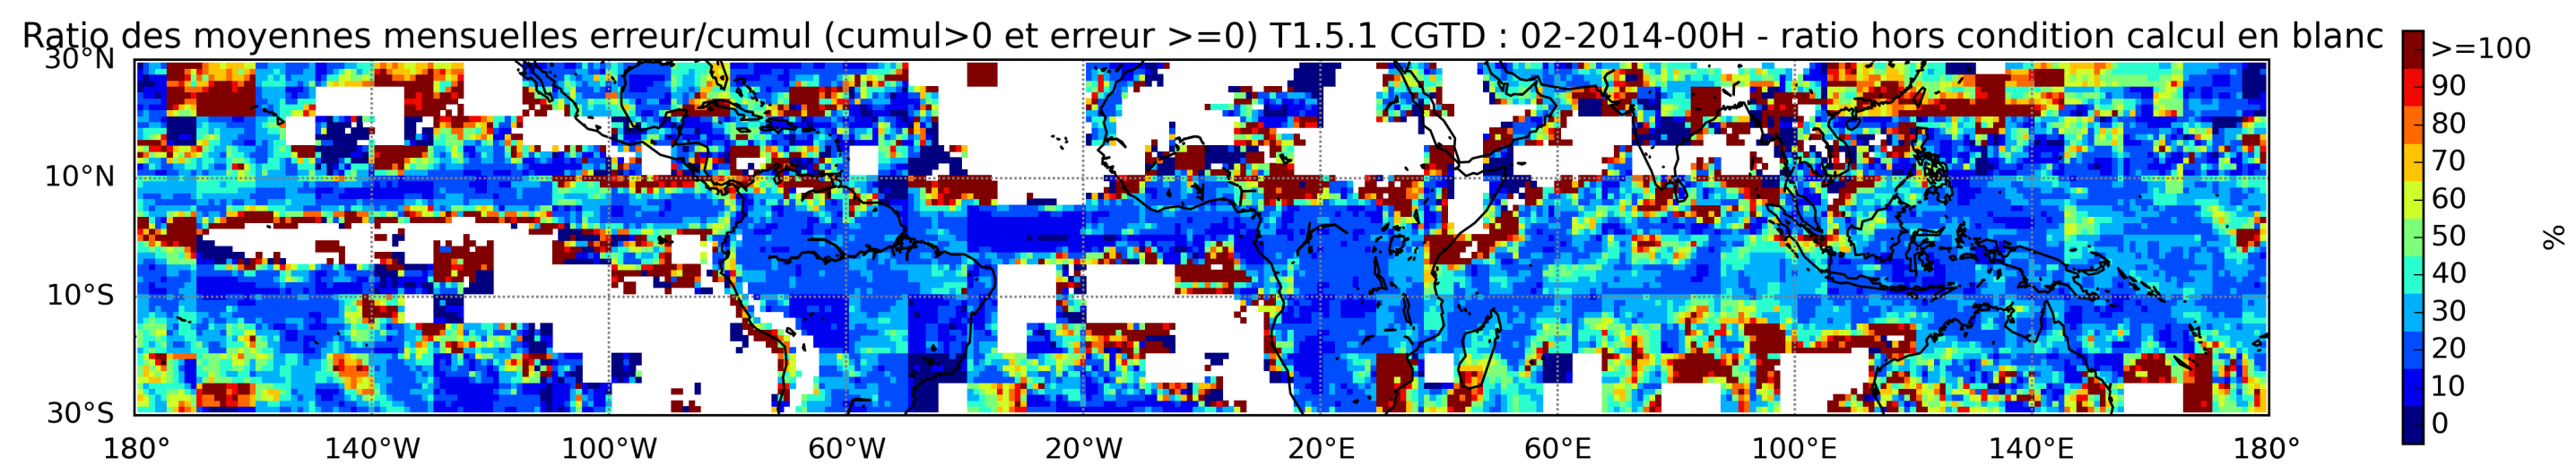 Ratio des moyennes mensuelles erreur/cumul (cumul>0 et erreur >=0) T1.5.1 CGTD : 02-2014-00H - ratio hors condition calcul en blanc
30°N
10°N
10°S
30°S
180°
140°W
100°W
60°W
20°W
20°E
60°E
100°E
140°E
180°
>=100
90
80
70
60
50
40
30
20
10
0
%